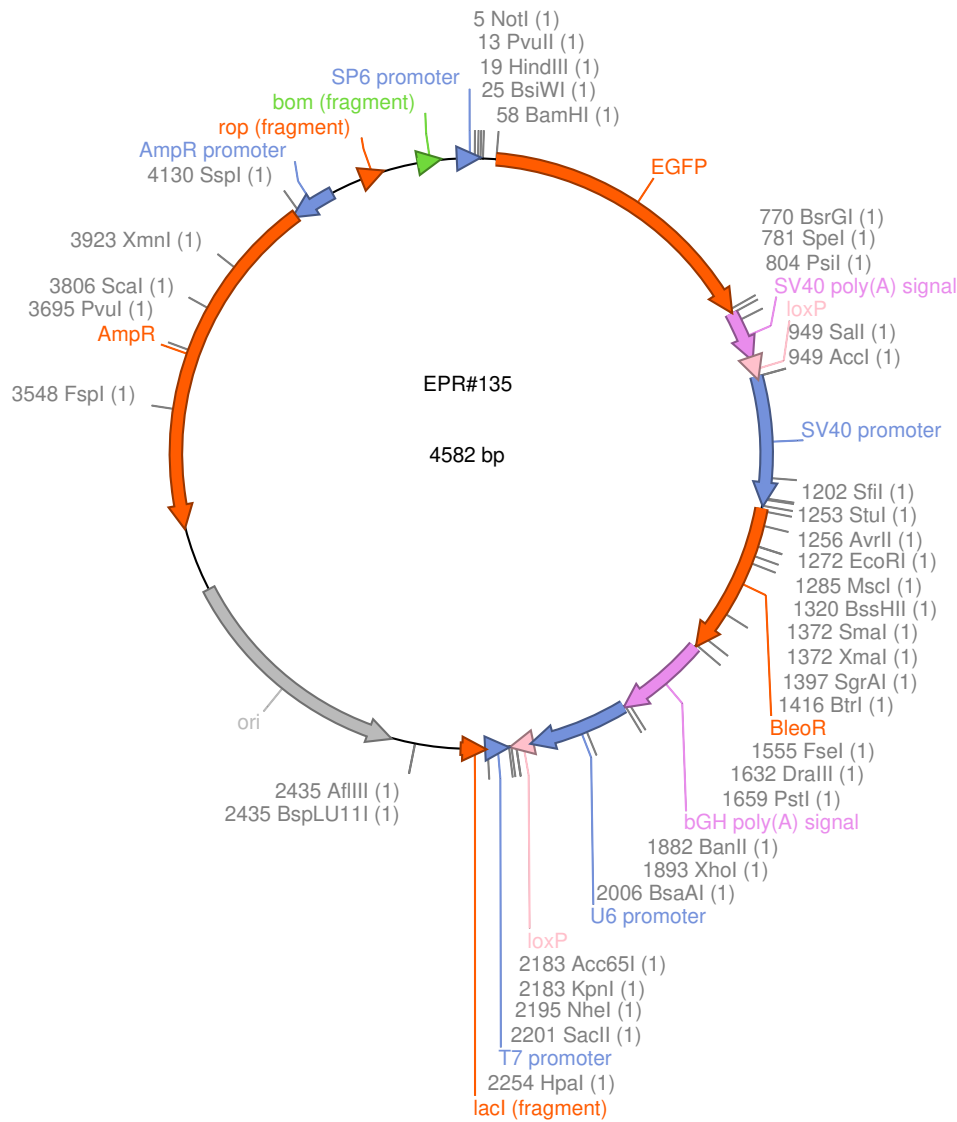 5 NotI (1)
13 PvuII (1)
19 HindIII (1)
25 BsiWI (1)
58 BamHI (1)
SP6 promoter
bom (fragment)
rop (fragment)
AmpR promoter
4130 SspI (1)
3923 XmnI (1)
3806 ScaI (1)
3695 PvuI (1)
AmpR
3548 FspI (1)
EGFP
770 BsrGI (1)
781 SpeI (1)
804 PsiI (1)
SV40 poly(A) signal
loxP
949 SalI (1)
949 AccI (1)
EPR#135
4582 bp
SV40 promoter
1202 SfiI (1)
1253 StuI (1)
1256 AvrII (1)
1272 EcoRI (1)
1285 MscI (1)
1320 BssHII (1)
1372 SmaI (1)
1372 XmaI (1)
1397 SgrAI (1)
1416 BtrI (1)
BleoR
1555 FseI (1)
1632 DraIII (1)
1659 PstI (1)
bGH poly(A) signal
1882 BanII (1)
1893 XhoI (1)
2006 BsaAI (1)
U6 promoter
ori
2435 AflIII (1)
2435 BspLU11I (1)
loxP
2183 Acc65I (1)
2183 KpnI (1)
2195 NheI (1)
2201 SacII (1)
T7 promoter
2254 HpaI (1)
lacI (fragment)